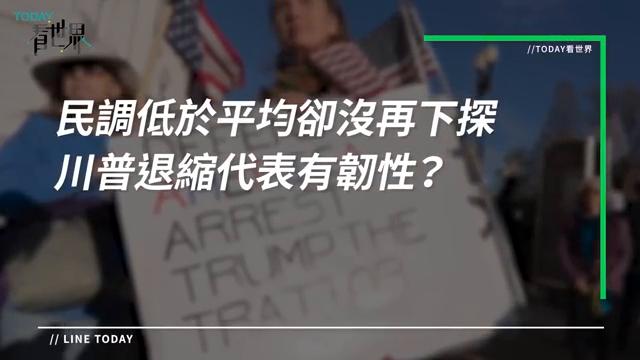 TODAY
看世界
//TODAY看世界
民調低於平均卻沒再下探
川普退縮代表有韌性？
ARREST
TRUMP THE
TRAITOR
// LINE TODAY